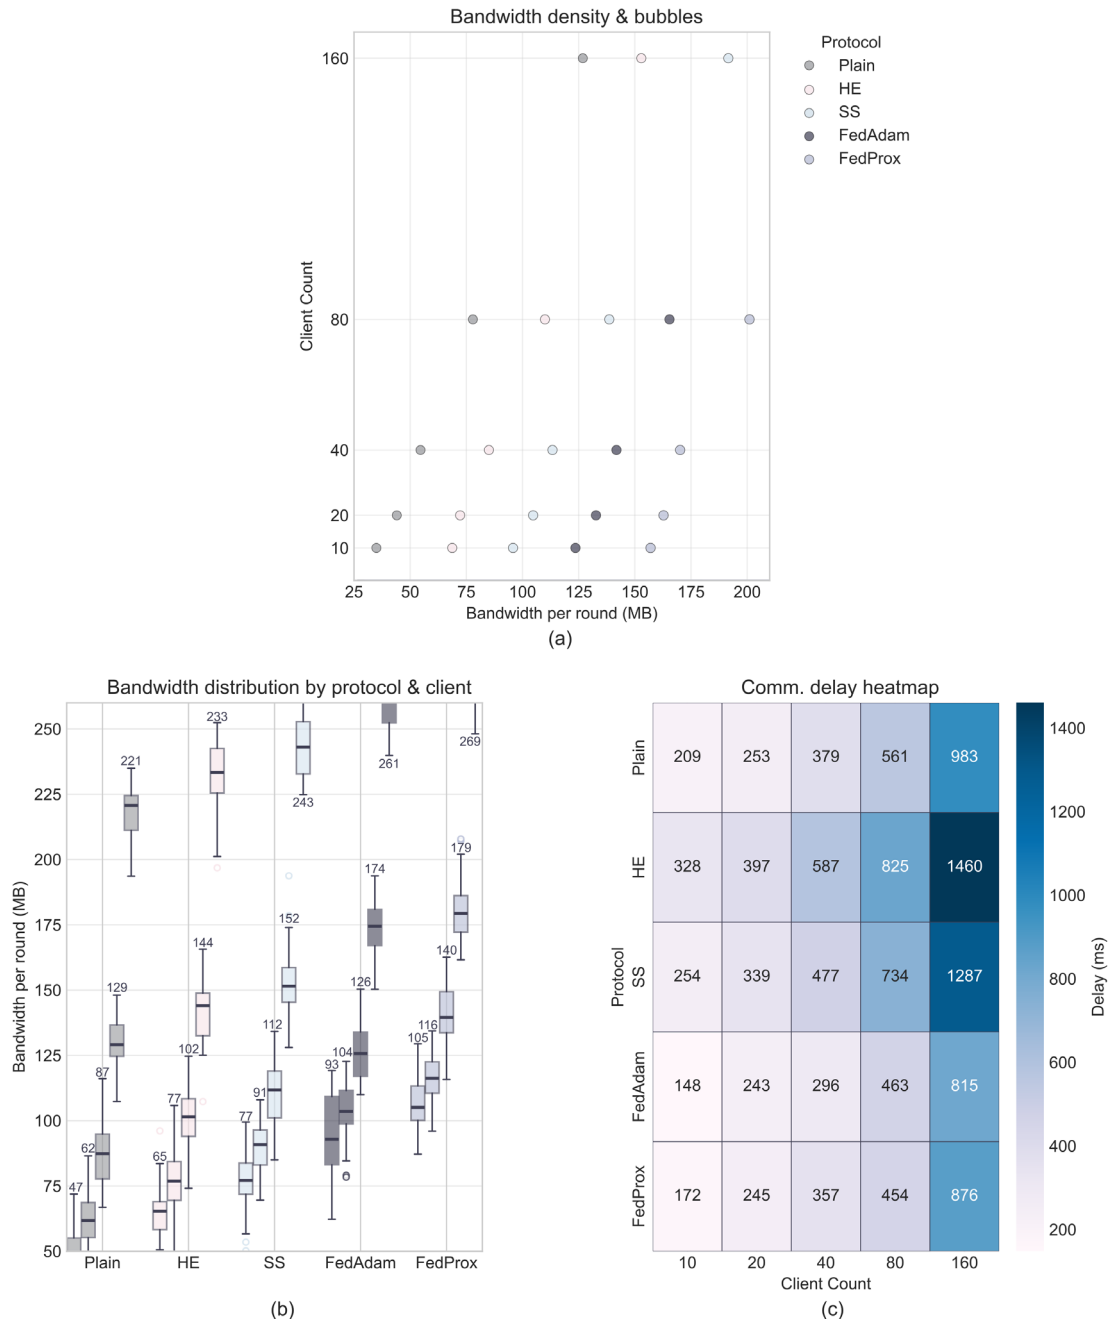 Bandwidth density & bubbles
Protocol
Plain
HE
SS
FedAdam
FedProx
160
80
40
20
10
Client Count
25 50 75 100 125 150 175 200
Bandwidth per round (MB)
(a)
Bandwidth distribution by protocol & client
250
225
200
175
150
125
100
75
50
Bandwidth per round (MB)
47 62 87 129 221
65 77 102 144 233
77 91 112 152 243
93 104 126 174 261
105 116 140 179 269
Plain HE SS FedAdam FedProx
(b)
Comm. delay heatmap
Protocol
Plain 209 253 379 561 983
HE 328 397 587 825 1460
SS 254 339 477 734 1287
FedAdam 148 243 296 463 815
FedProx 172 245 357 454 876
10 20 40 80 160
Client Count
1400
1200
1000
800
600
400
200
Delay (ms)
(c)